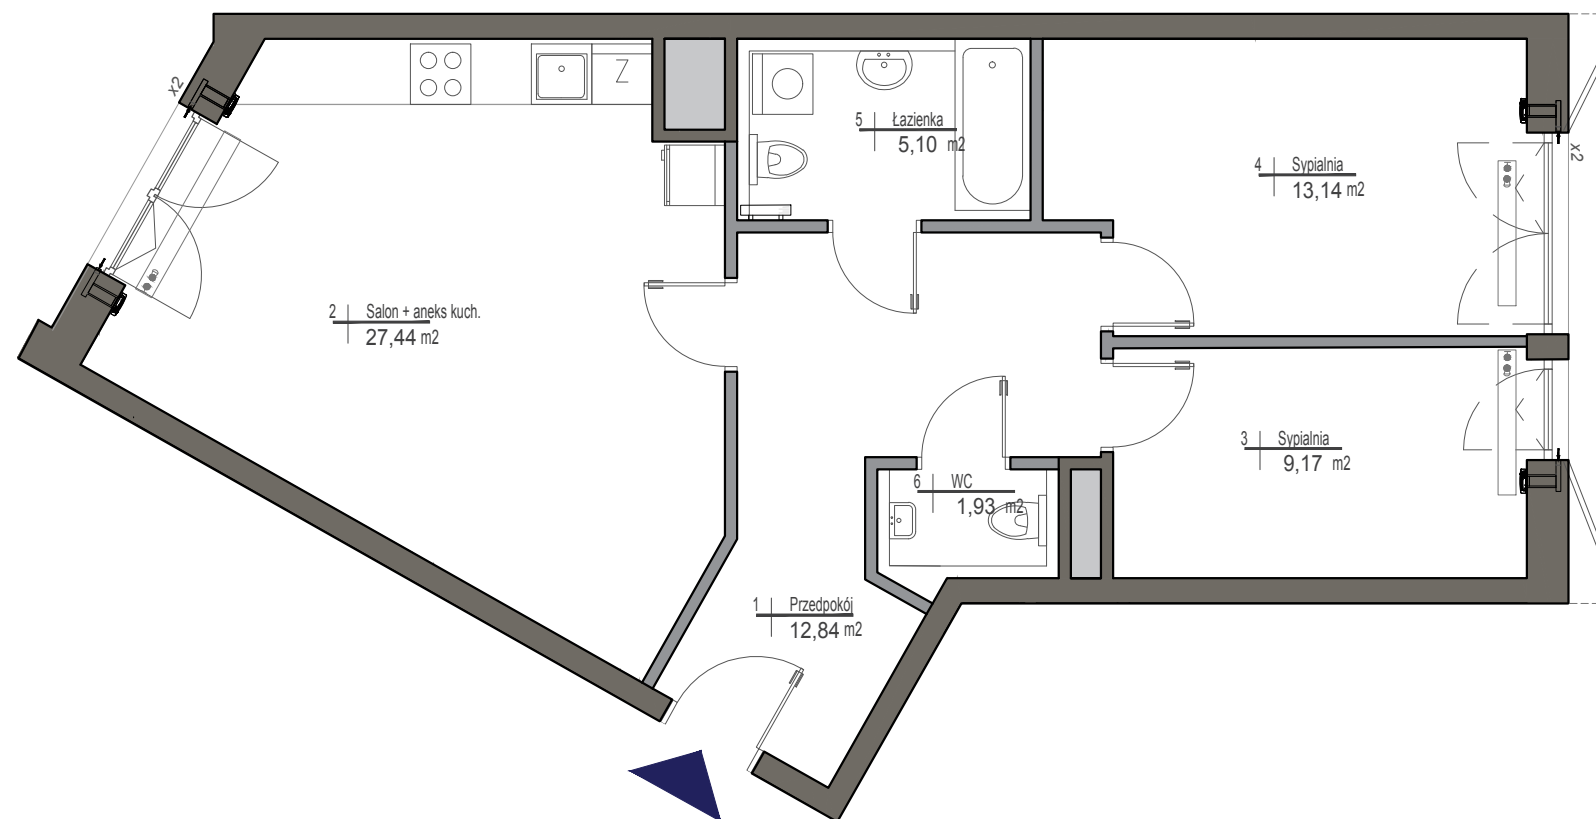 x2
Z
5 Łazienka
5,10 m2
4 Sypialnia
13,14 m2
x2
2 Salon + aneks kuch.
27,44 m2
3 Sypialnia
9,17 m2
6 WC
1,93 m2
1 Przedpokój
12,84 m2